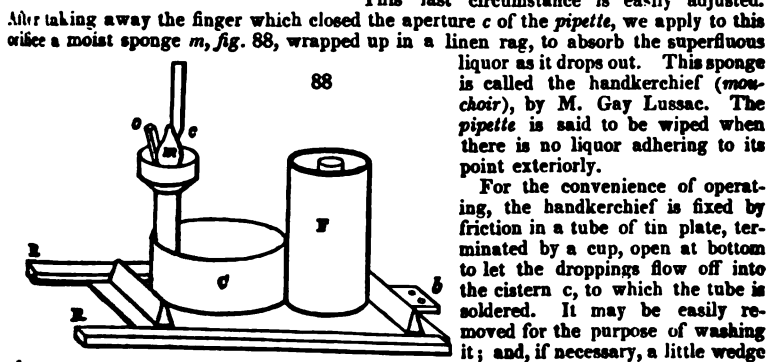 This last circumstance is easily adjusted.
After taking away the finger which closed the aperture c of the pipette, we apply to this
orifice a moist sponge m, fig. 88, wrapped up in a linen rag, to absorb the superfluous
liquor as it drops out. This sponge
is called the handkerchief (mou-
choir), by M. Gay Lussac. The
pipette is said to be wiped when
there is no liquor adhering to its
point exteriorly.
For the convenience of operat-
ing, the handkerchief is fixed by
friction in a tube of tin plate, ter-
minated by a cup, open at bottom
to let the droppings flow off into
the cistern c, to which the tube is
soldered. It may be easily re-
moved for the purpose of washing
it; and, if necessary, a little wedge
88
o
c
m
F
C
R
b
R